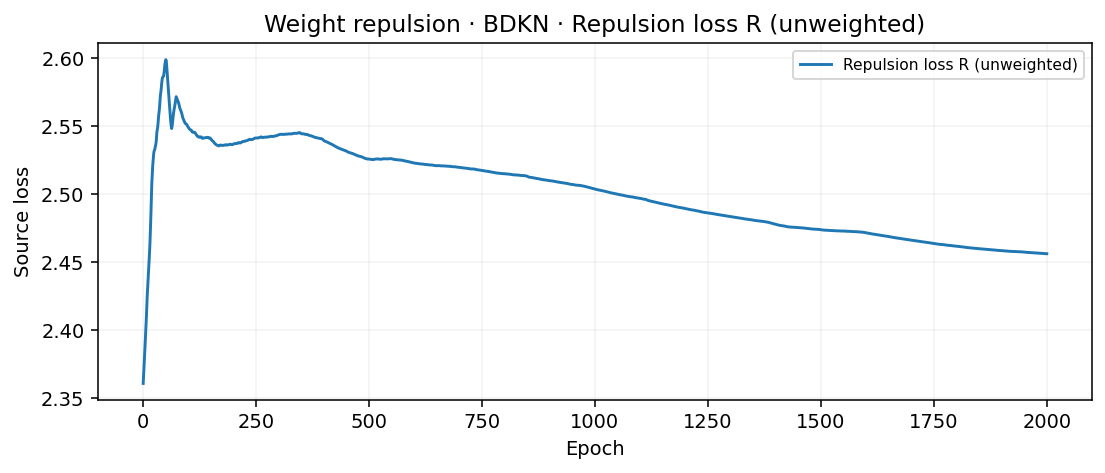 Weight repulsion · BDKN · Repulsion loss R (unweighted)
Repulsion loss R (unweighted)
Source loss
2.60
2.55
2.50
2.45
2.40
2.35
0 250 500 750 1000 1250 1500 1750 2000
Epoch